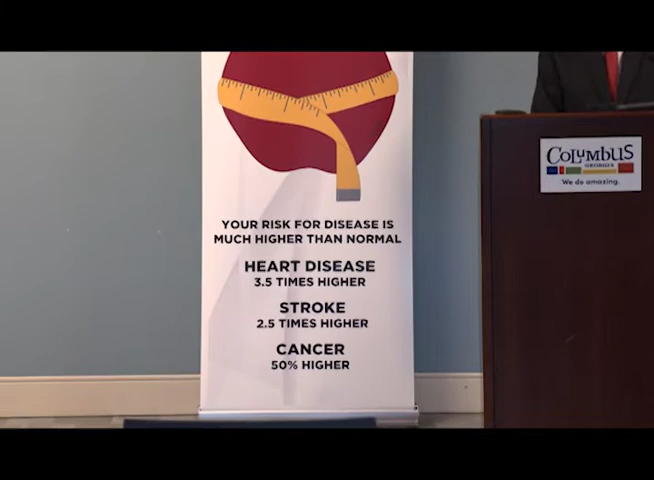 YOUR RISK FOR DISEASE IS
MUCH HIGHER THAN NORMAL
HEART DISEASE
3.5 TIMES HIGHER
STROKE
2.5 TIMES HIGHER
CANCER
50% HIGHER
COLUMBUS
GEORGIA
We do amazing.